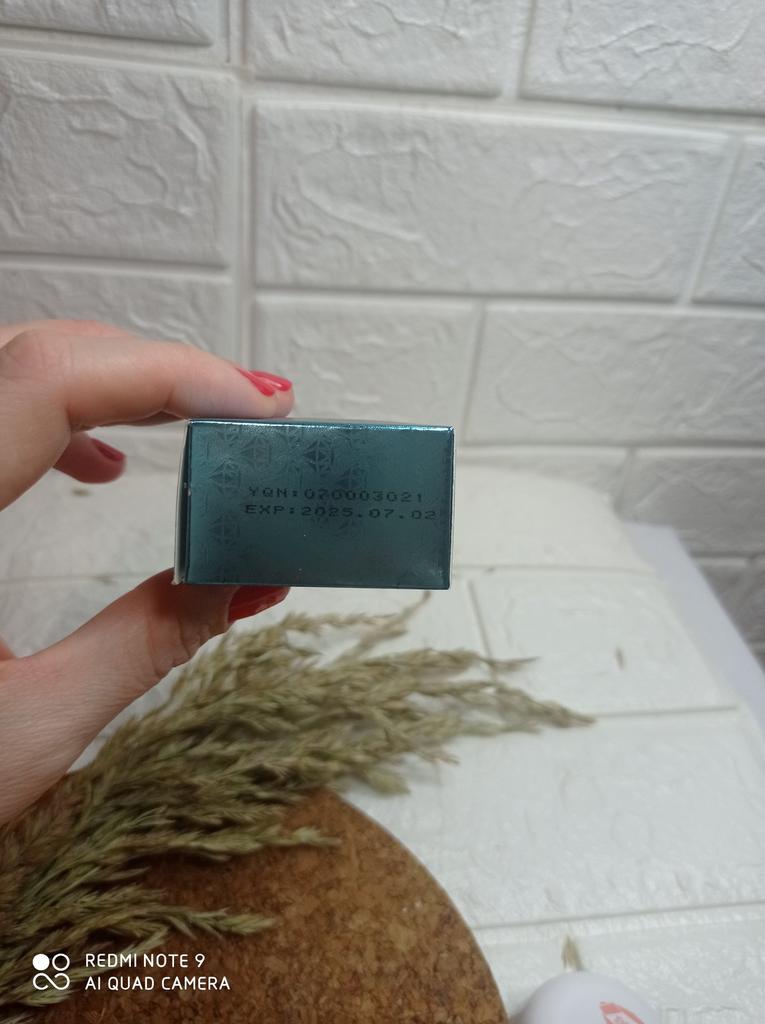 YQN:070003021
EXP:2025.07.02
REDMI NOTE 9
AI QUAD CAMERA